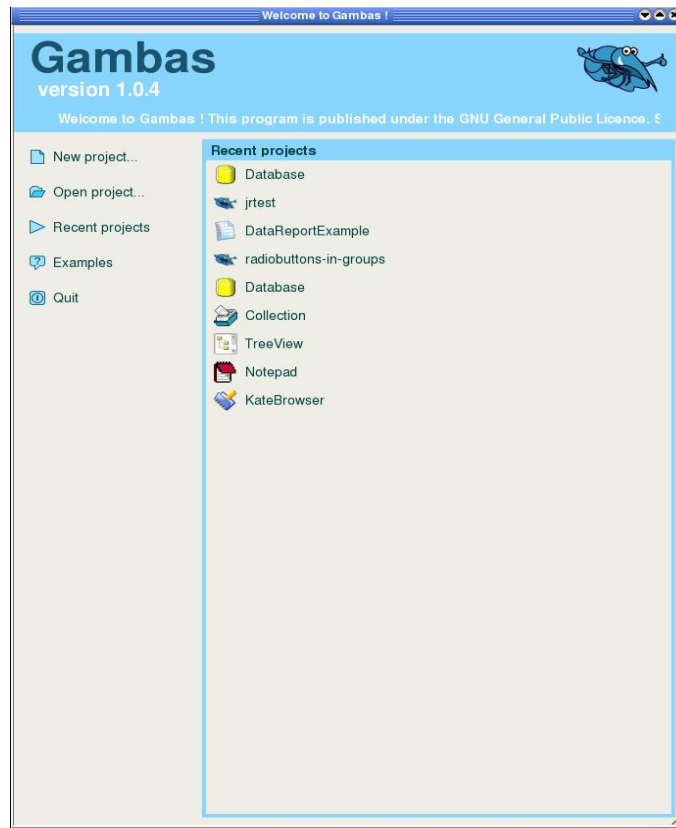 Welcome to Gambas !
Gambas
version 1.0.4
Welcome to Gambas ! This program is published under the GNU General Public Licence. S
New project...
Open project...
Recent projects
Examples
Quit
Recent projects
Database
jrtest
DataReportExample
radiobuttons-in-groups
Database
Collection
TreeView
Notepad
KateBrowser